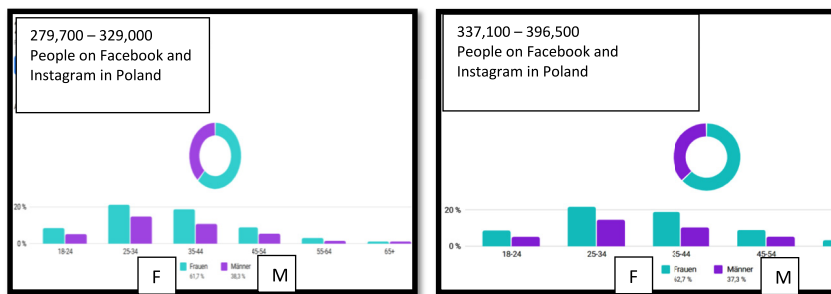 279,700 – 329,000
People on Facebook and
Instagram in Poland
20 %
0 %
18-24
25-34
35-44
45-54
55-64
65+
F
Frauen
61,7 %
Männer
38,3 %
M
337,100 – 396,500
People on Facebook and
Instagram in Poland
20 %
0 %
18-24
25-34
35-44
45-54
F
Frauen
62,7 %
Männer
37,3 %
M